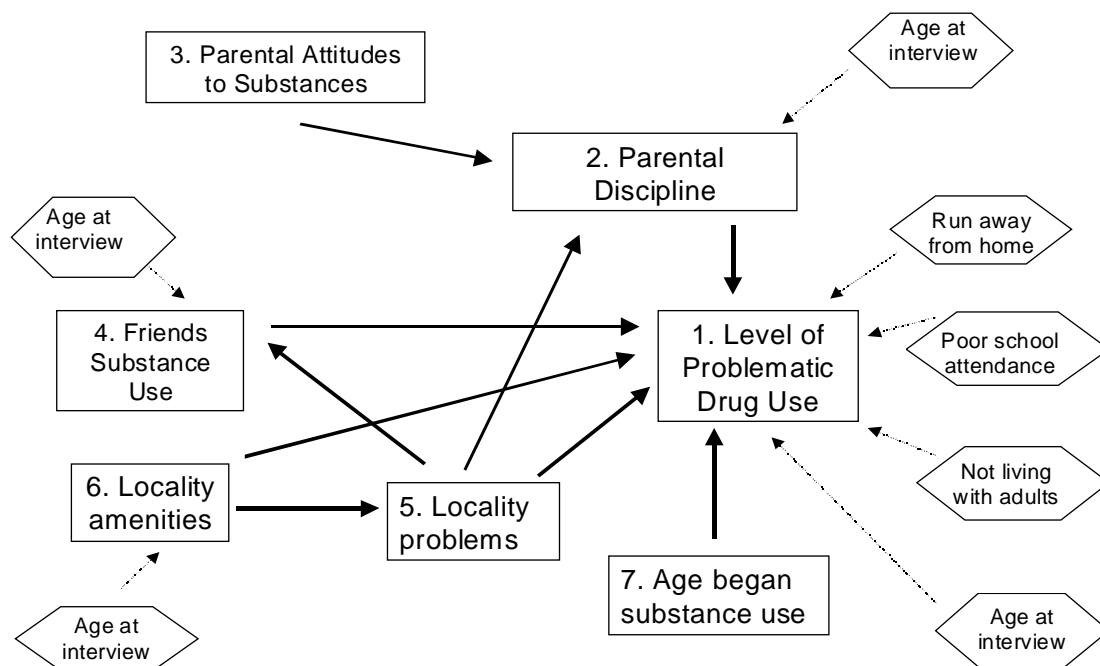 3. Parental Attitudes
to Substances
Age at
interview
2. Parental
Discipline
Age at
interview
Run away
from home
4. Friends
Substance
Use
1. Level of
Problematic
Drug Use
Poor school
attendance
6. Locality
amenities
5. Locality
problems
Not living
with adults
7. Age began
substance use
Age at
interview
Age at
interview